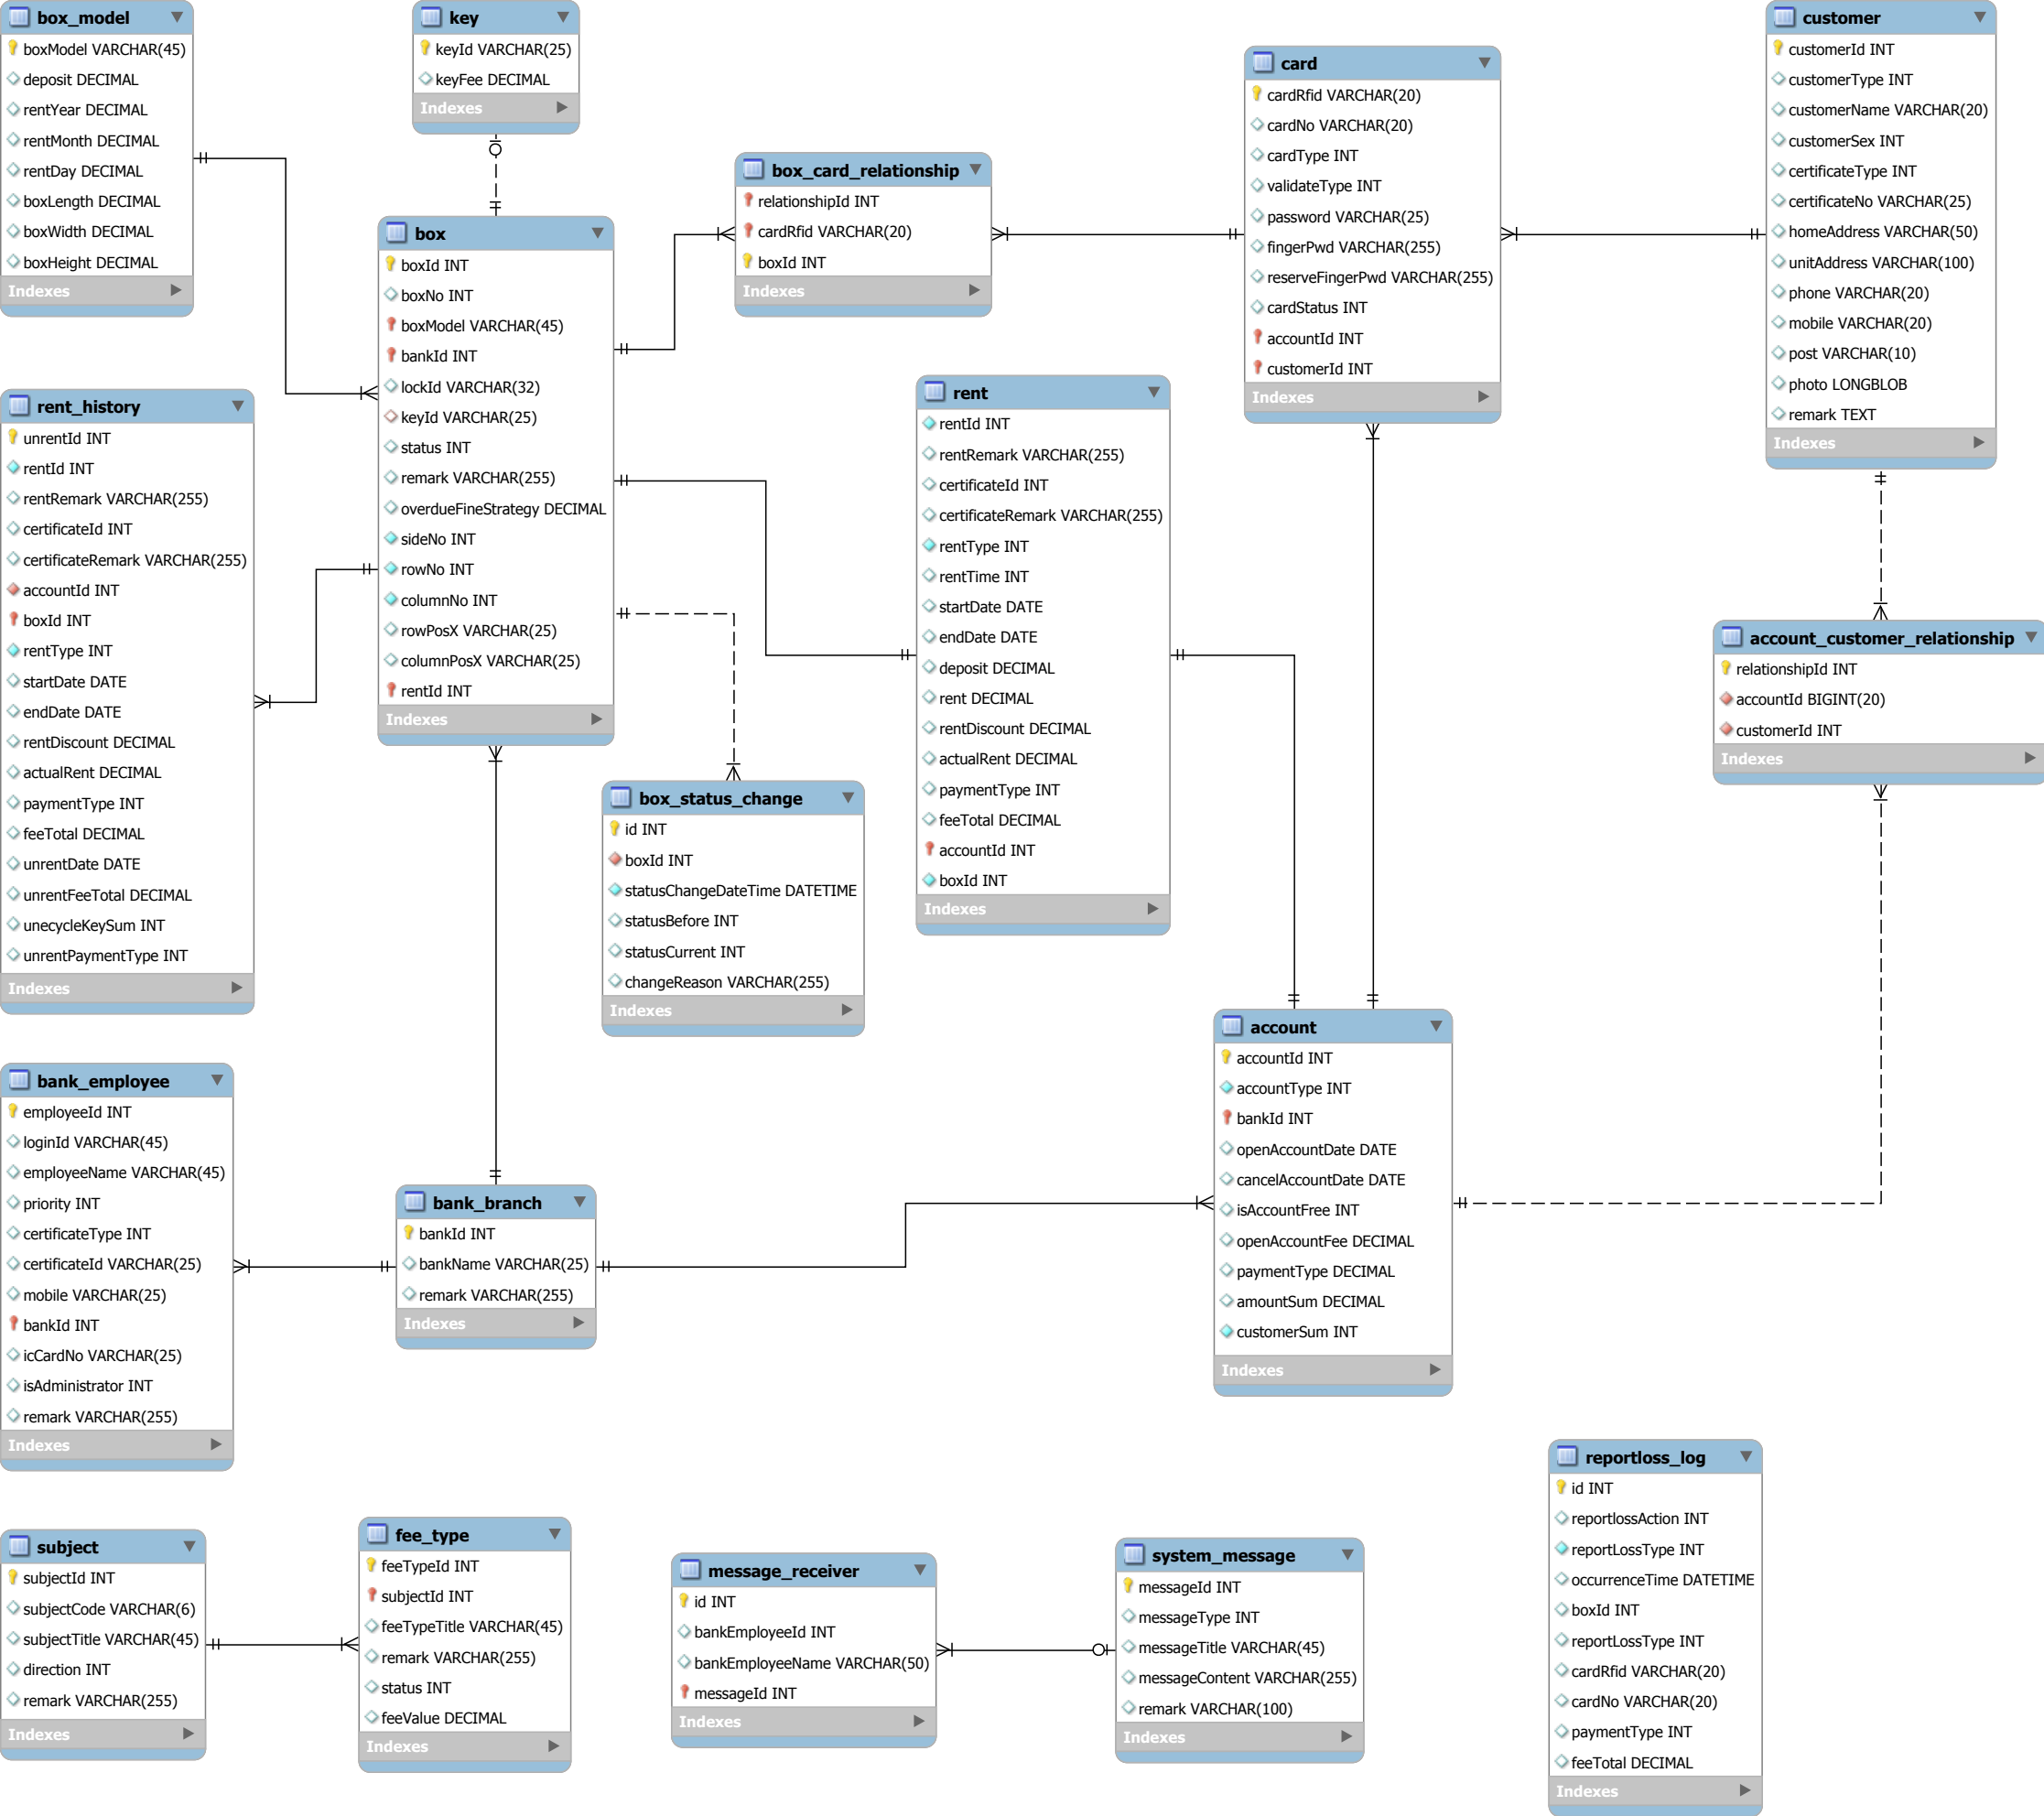 box_model
boxModel VARCHAR(45)
deposit DECIMAL
rentYear DECIMAL
rentMonth DECIMAL
rentDay DECIMAL
boxLength DECIMAL
boxWidth DECIMAL
boxHeight DECIMAL
Indexes
key
keyId VARCHAR(25)
keyFee DECIMAL
Indexes
box_card_relationship
relationshipId INT
cardRfid VARCHAR(20)
boxId INT
Indexes
card
cardRfid VARCHAR(20)
cardNo VARCHAR(20)
cardType INT
validateType INT
password VARCHAR(25)
fingerPwd VARCHAR(255)
reserveFingerPwd VARCHAR(255)
cardStatus INT
accountId INT
customerId INT
Indexes
customer
customerId INT
customerType INT
customerName VARCHAR(20)
customerSex INT
certificateType INT
certificateNo VARCHAR(25)
homeAddress VARCHAR(50)
unitAddress VARCHAR(100)
phone VARCHAR(20)
mobile VARCHAR(20)
post VARCHAR(10)
photo LONGBLOB
remark TEXT
Indexes
box
boxId INT
boxNo INT
boxModel VARCHAR(45)
bankId INT
lockId VARCHAR(32)
keyId VARCHAR(25)
status INT
remark VARCHAR(255)
overdueFineStrategy DECIMAL
sideNo INT
rowNo INT
columnNo INT
rowPosX VARCHAR(25)
columnPosX VARCHAR(25)
rentId INT
Indexes
rent_history
unrentId INT
rentId INT
rentRemark VARCHAR(255)
certificateId INT
certificateRemark VARCHAR(255)
accountId INT
boxId INT
rentType INT
startDate DATE
endDate DATE
rentDiscount DECIMAL
actualRent DECIMAL
paymentType INT
feeTotal DECIMAL
unrentDate DATE
unrentFeeTotal DECIMAL
unecycleKeySum INT
unrentPaymentType INT
Indexes
rent
rentId INT
rentRemark VARCHAR(255)
certificateId INT
certificateRemark VARCHAR(255)
rentType INT
rentTime INT
startDate DATE
endDate DATE
deposit DECIMAL
rent DECIMAL
rentDiscount DECIMAL
actualRent DECIMAL
paymentType INT
feeTotal DECIMAL
accountId INT
boxId INT
Indexes
account_customer_relationship
relationshipId INT
accountId BIGINT(20)
customerId INT
Indexes
box_status_change
id INT
boxId INT
statusChangeDateTime DATETIME
statusBefore INT
statusCurrent INT
changeReason VARCHAR(255)
Indexes
account
accountId INT
accountType INT
bankId INT
openAccountDate DATE
cancelAccountDate DATE
isAccountFree INT
openAccountFee DECIMAL
paymentType DECIMAL
amountSum DECIMAL
customerSum INT
Indexes
bank_employee
employeeId INT
loginId VARCHAR(45)
employeeName VARCHAR(45)
priority INT
certificateType INT
certificateId VARCHAR(25)
mobile VARCHAR(25)
bankId INT
icCardNo VARCHAR(25)
isAdministrator INT
remark VARCHAR(255)
Indexes
bank_branch
bankId INT
bankName VARCHAR(25)
remark VARCHAR(255)
Indexes
reportloss_log
id INT
reportlossAction INT
reportLossType INT
occurrenceTime DATETIME
boxId INT
reportLossType INT
cardRfid VARCHAR(20)
cardNo VARCHAR(20)
paymentType INT
feeTotal DECIMAL
Indexes
subject
subjectId INT
subjectCode VARCHAR(6)
subjectTitle VARCHAR(45)
direction INT
remark VARCHAR(255)
Indexes
fee_type
feeTypeId INT
subjectId INT
feeTypeTitle VARCHAR(45)
remark VARCHAR(255)
status INT
feeValue DECIMAL
Indexes
message_receiver
id INT
bankEmployeeId INT
bankEmployeeName VARCHAR(50)
messageId INT
Indexes
system_message
messageId INT
messageType INT
messageTitle VARCHAR(45)
messageContent VARCHAR(255)
remark VARCHAR(100)
Indexes